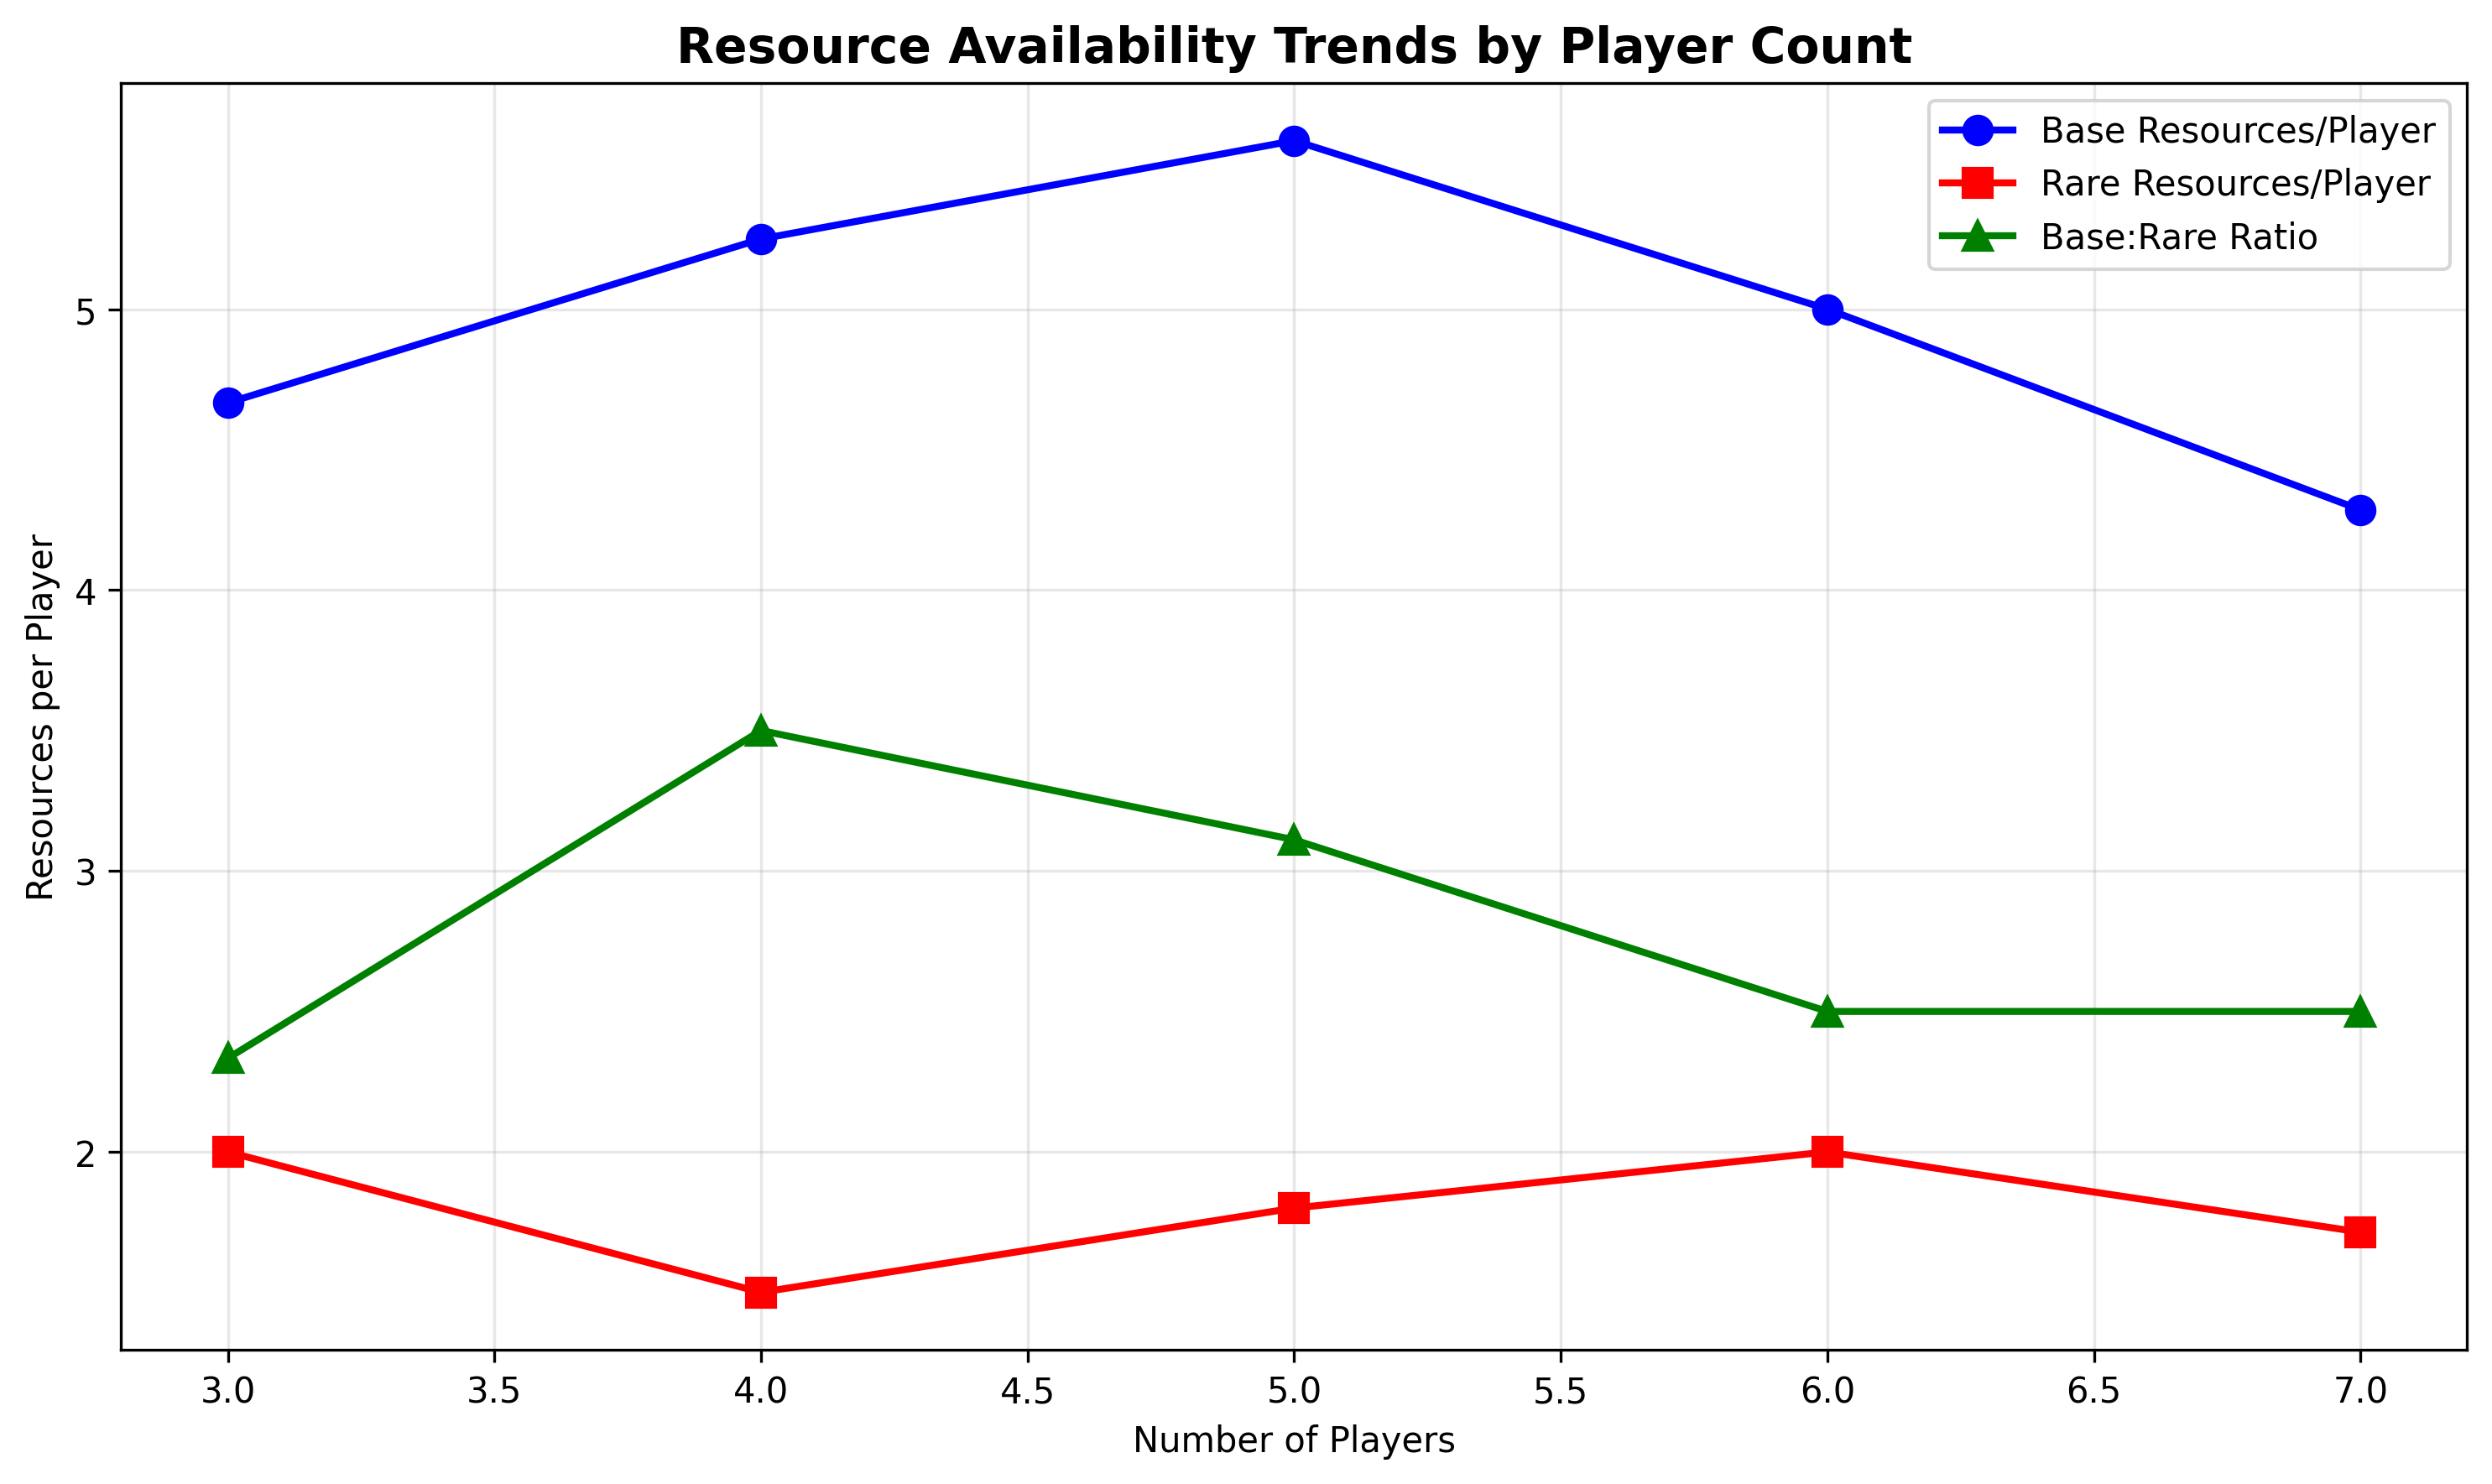 Resource Availability Trends by Player Count
Base Resources/Player
Rare Resources/Player
Base:Rare Ratio
Resources per Player
5
4
3
2
3.0 3.5 4.0 4.5 5.0 5.5 6.0 6.5 7.0
Number of Players